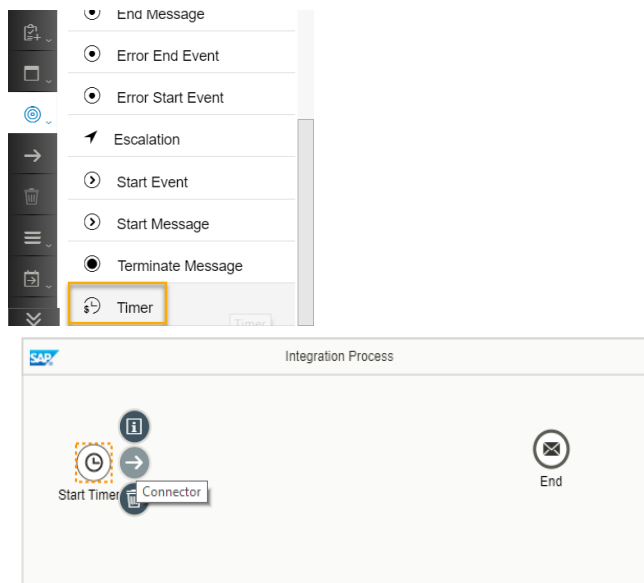 End Message
Error End Event
Error Start Event
Escalation
Start Event
Start Message
Terminate Message
$ Timer
Timer
SAP Integration Process
Start Timer
Connector
End